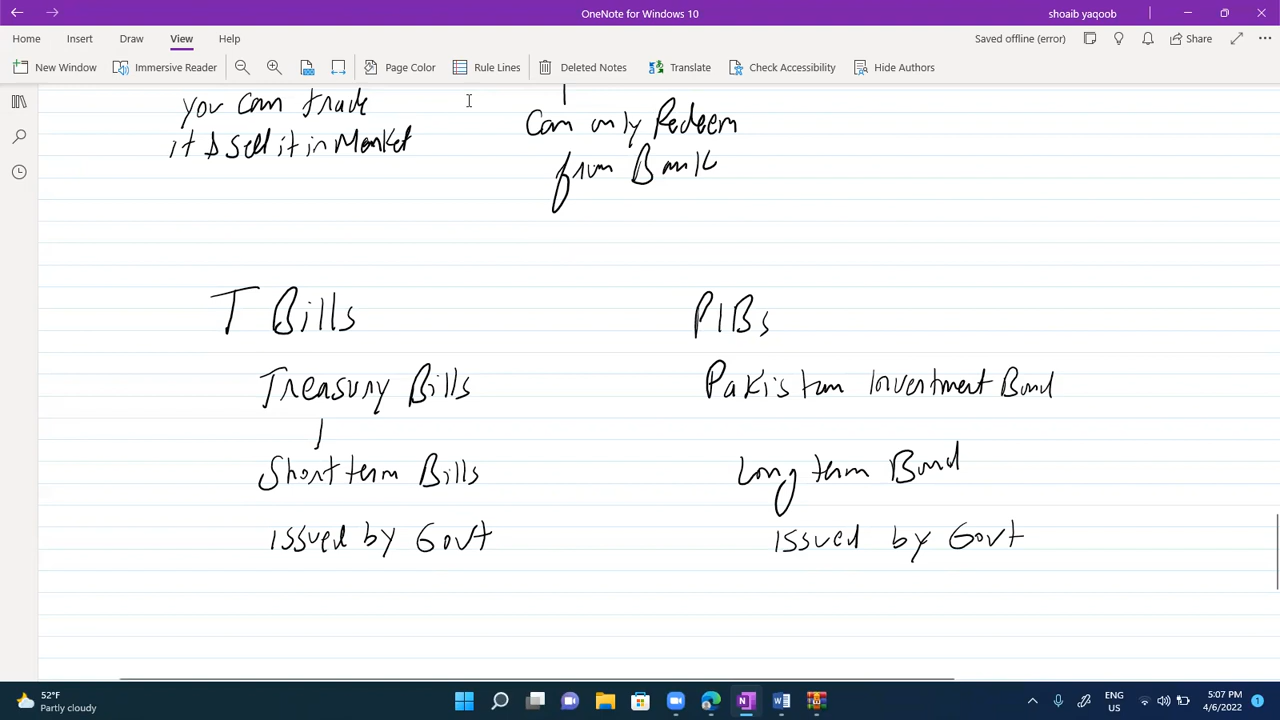 OneNote for Windows 10
shoaib yaqoob
Home Insert Draw View Help
Saved offline (error)
Share
New Window
Immersive Reader
Page Color
Rule Lines
Deleted Notes
Translate
Check Accessibility
Hide Authors
you can trade
it & sell it in Market
Can only Redeem
from Bank
T Bills
Treasury Bills
Short term Bills
issued by Govt
PIBs
Pakistan Investment Bond
Long term Bond
issued by Govt
52°F
Partly cloudy
ENG
US
5:07 PM
4/6/2022